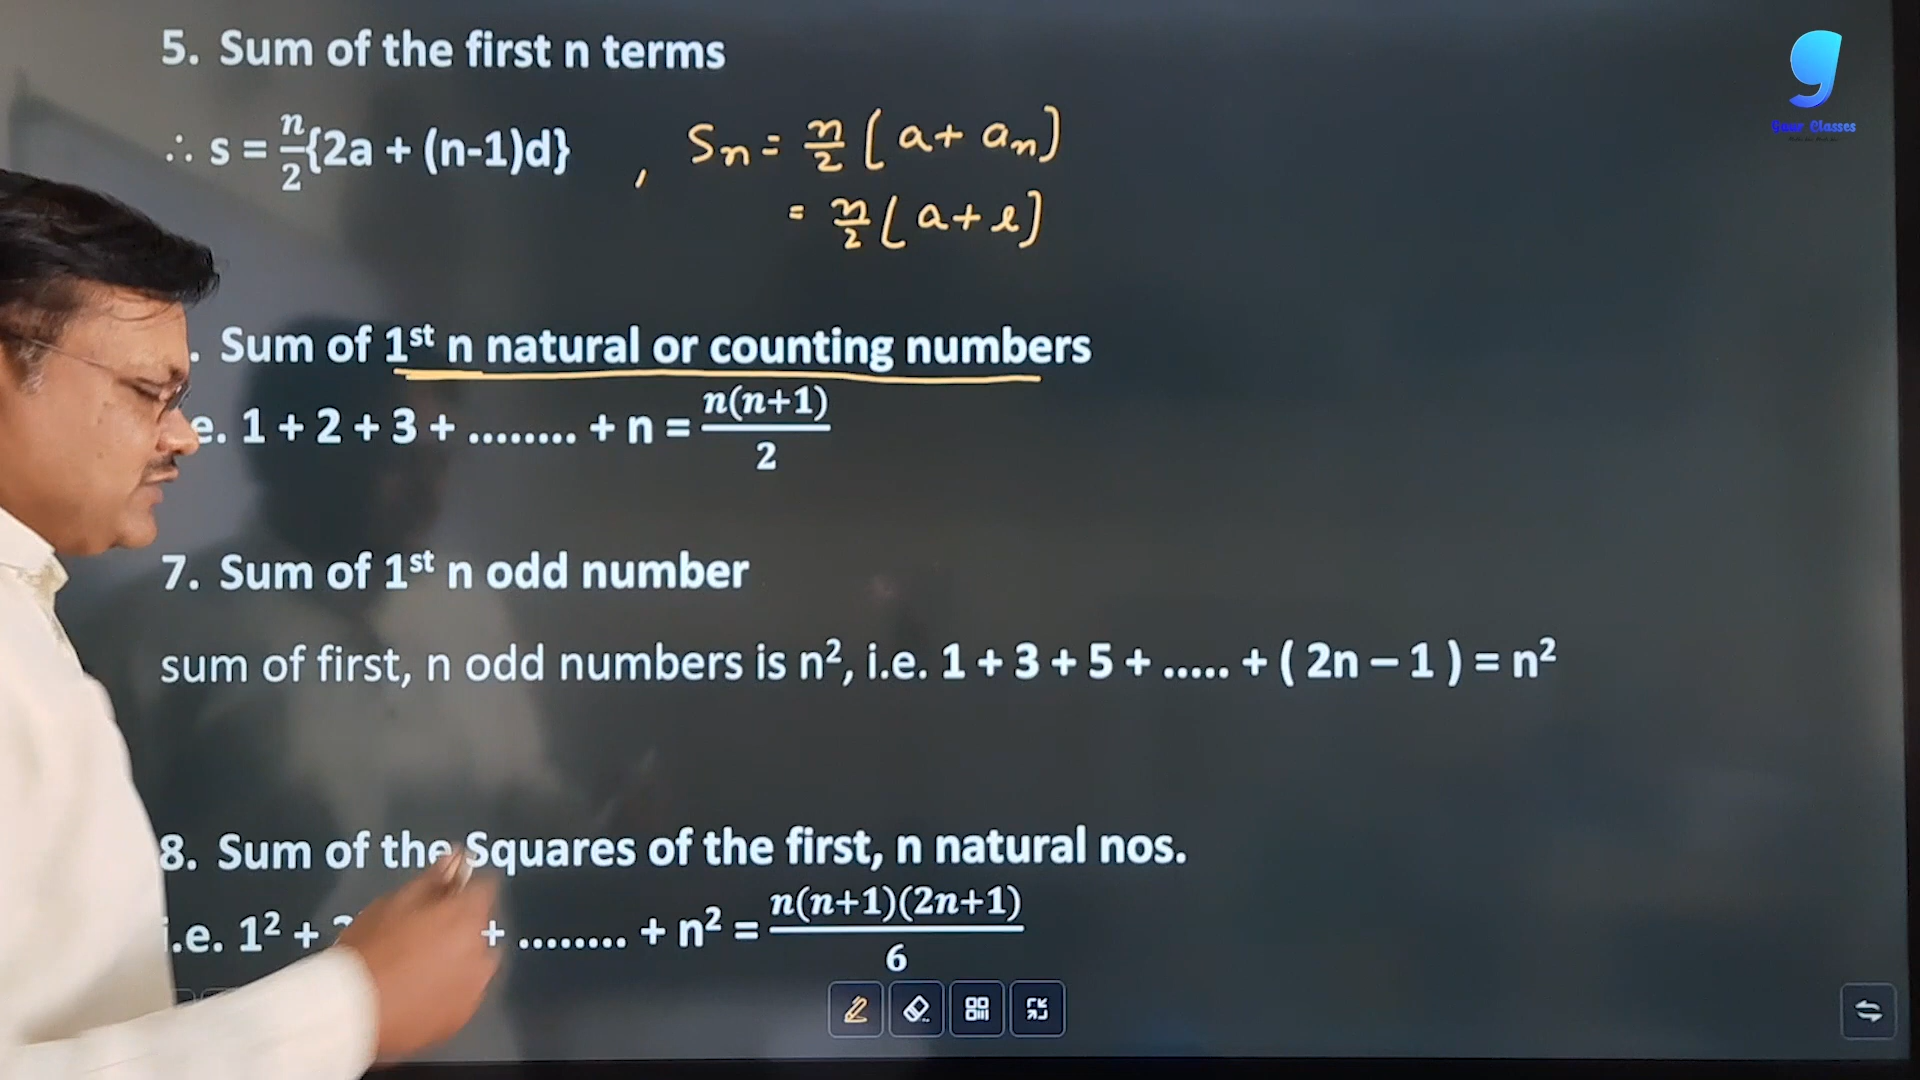 5. Sum of the first n terms
∴ s = n/2{2a + (n-1)d} , Sn = n/2 [a + an]
= n/2 [a + l]
. Sum of 1st n natural or counting numbers
e. 1 + 2 + 3 + ........ + n = n(n+1)/2
7. Sum of 1st n odd number
sum of first, n odd numbers is n², i.e. 1 + 3 + 5 + ..... + ( 2n – 1 ) = n²
8. Sum of the Squares of the first, n natural nos.
i.e. 1² + + ........ + n² = n(n+1)(2n+1)/6
Classes